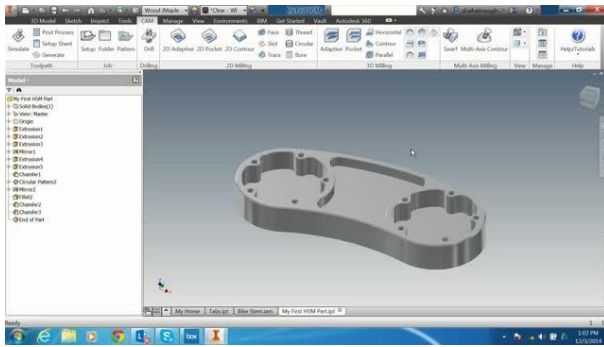 Wood (Maple *Clear - Wl
3D Model Sketch Inspect Tools CAM Manage View Environments BIM Get Started Vault Autodesk 360
Simulate Post Process Setup Sheet Generate
Setup Folder Pattern Drill 2D Adaptive 2D Pocket 2D Contour
Face Slot Trace Thread Circular Bore
Adaptive Pocket Horizontal Contour Parallel
Swarf Multi-Axis Contour Help/Tutorials
Toolpath Job Drilling 2D Milling 3D Milling Multi-Axis Milling View Manage Help
Model
My First HSM Part
Solid Bodies(1)
View: Master
Origin
Extrusion1
Extrusion2
Extrusion3
Mirror1
Extrusion4
Extrusion5
Chamfer1
Circular Pattern2
Mirror2
Fillet2
Chamfer2
Chamfer3
End of Part
My Home Tabs.ipt Bike Stem.iam My First HSM Part.ipt
Ready 1 1
1:02 PM
12/3/2014